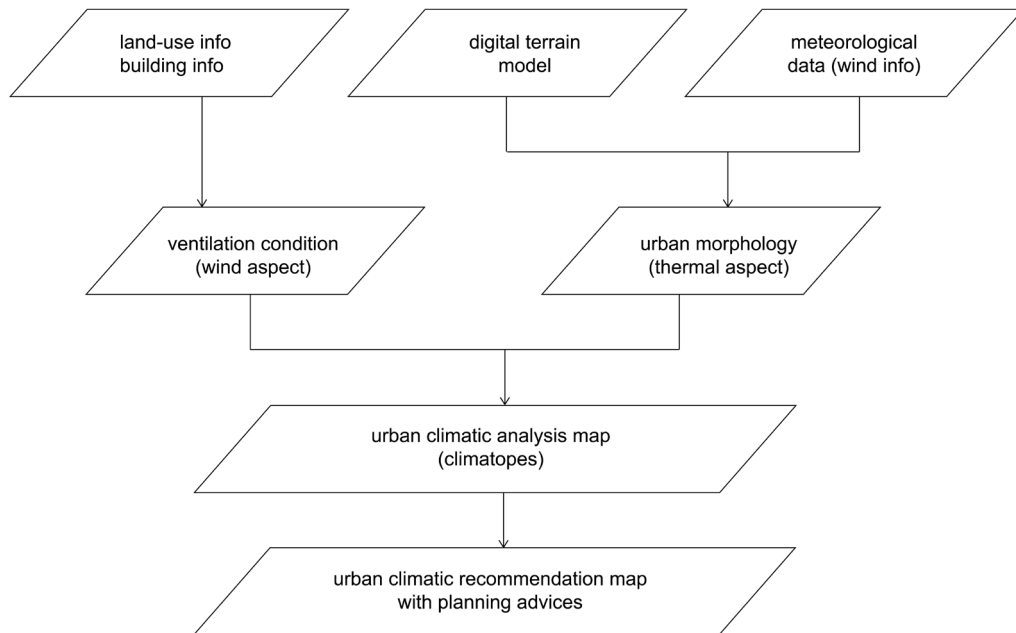 land-use info
building info
digital terrain
model
meteorological
data (wind info)
ventilation condition
(wind aspect)
urban morphology
(thermal aspect)
urban climatic analysis map
(climatopes)
urban climatic recommendation map
with planning advices